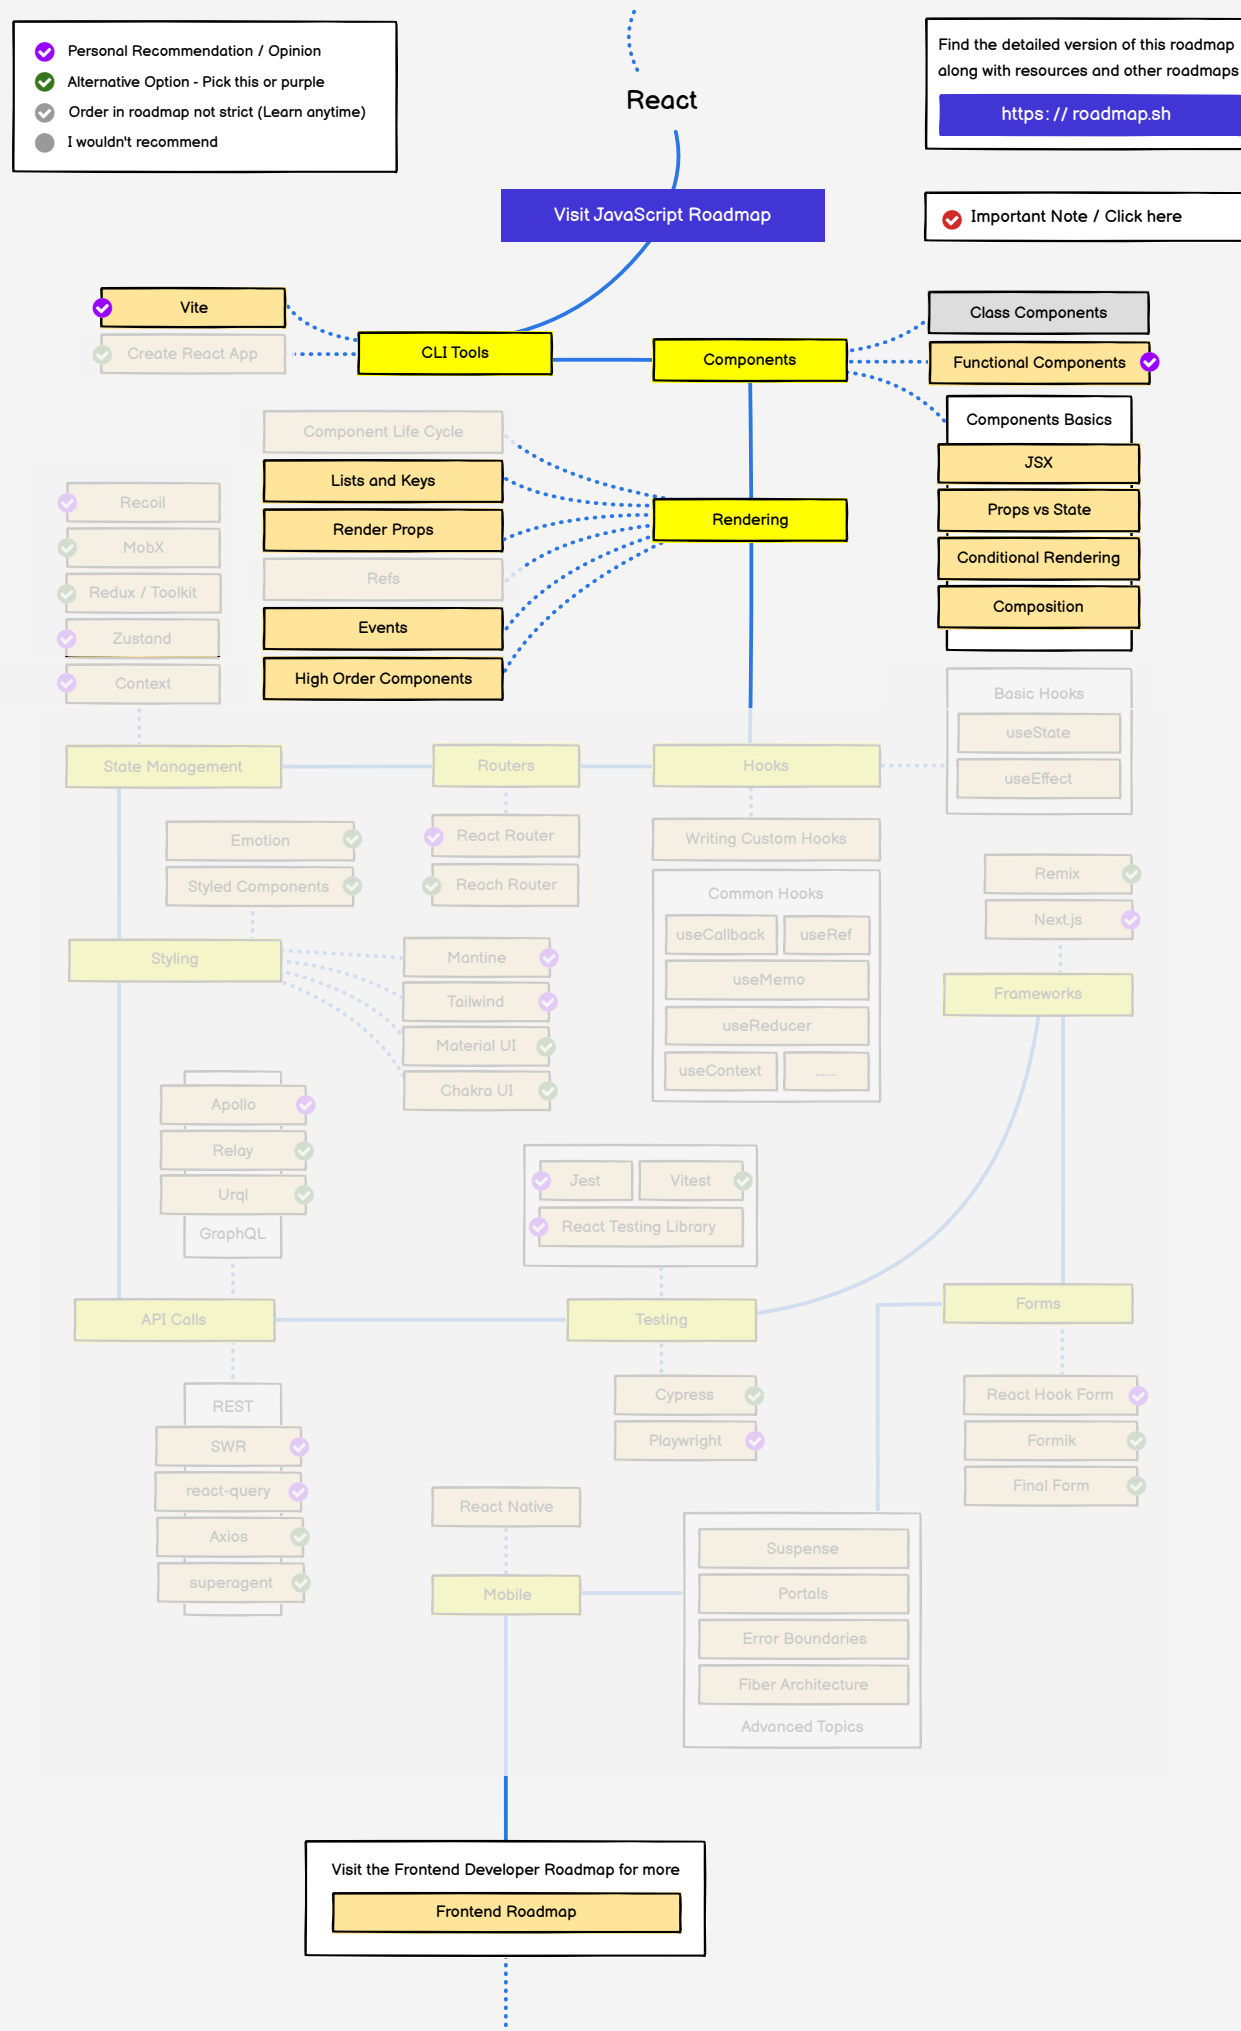 Personal Recommendation / Opinion
Alternative Option - Pick this or purple
Order in roadmap not strict (Learn anytime)
I wouldn't recommend
React
Find the detailed version of this roadmap
along with resources and other roadmaps
https: // roadmap.sh
Visit JavaScript Roadmap
Important Note / Click here
Vite
Create React App
CLI Tools
Components
Class Components
Functional Components
Components Basics
JSX
Props vs State
Conditional Rendering
Composition
Component Life Cycle
Lists and Keys
Render Props
Refs
Events
High Order Components
Rendering
Recoil
MobX
Redux / Toolkit
Zustand
Context
State Management
Routers
Hooks
Basic Hooks
useState
useEffect
Emotion
Styled Components
React Router
Reach Router
Writing Custom Hooks
Common Hooks
useCallback
useRef
useMemo
useReducer
useContext
.......
Remix
Next.js
Frameworks
Styling
Mantine
Tailwind
Material UI
Chakra UI
Apollo
Relay
Urql
GraphQL
Jest
Vitest
React Testing Library
API Calls
Testing
Forms
REST
SWR
react-query
Axios
superagent
Cypress
Playwright
React Hook Form
Formik
Final Form
React Native
Mobile
Suspense
Portals
Error Boundaries
Fiber Architecture
Advanced Topics
Visit the Frontend Developer Roadmap for more
Frontend Roadmap